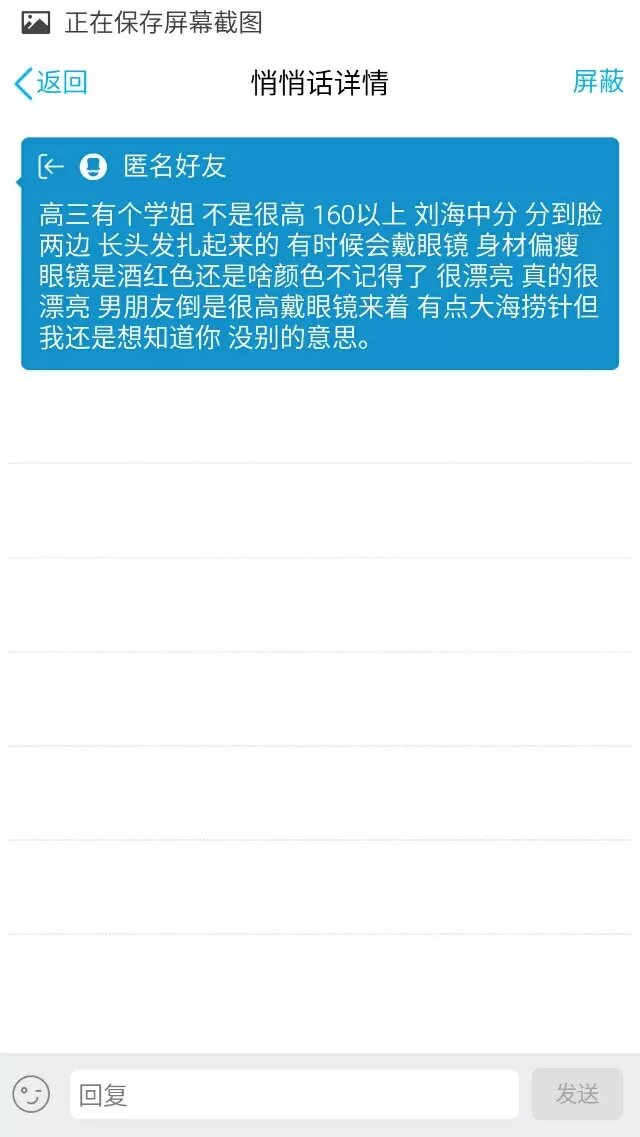 正在保存屏幕截图
返回
悄悄话详情
屏蔽
匿名好友
高三有个学姐 不是很高 160以上 刘海中分 分到脸
两边 长头发扎起来的 有时候会戴眼镜 身材偏瘦
眼镜是酒红色还是啥颜色不记得了 很漂亮 真的很
漂亮 男朋友倒是很高戴眼镜来着 有点大海捞针但
我还是想知道你 没别的意思。
回复
发送